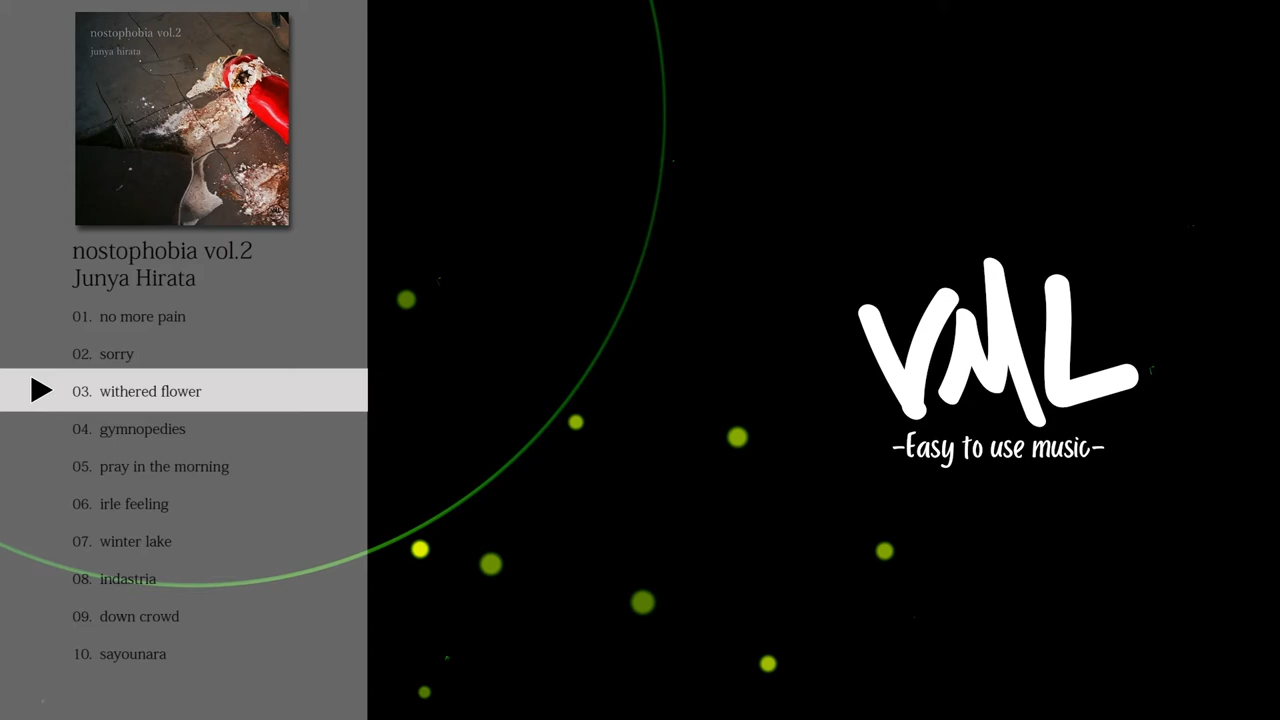 nostophobia vol.2
junya hirata
nostophobia vol.2
Junya Hirata
01. no more pain
02. sorry
03. withered flower
04. gymnopedies
05. pray in the morning
06. irle feeling
07. winter lake
08. indastria
09. down crowd
10. sayounara
VML
-Easy to use music-